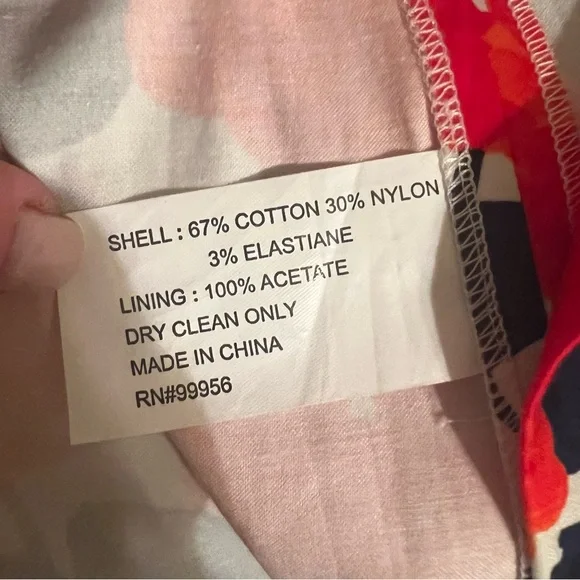 SHELL : 67% COTTON 30% NYLON
3% ELASTIANE
LINING : 100% ACETATE
DRY CLEAN ONLY
MADE IN CHINA
RN#99956